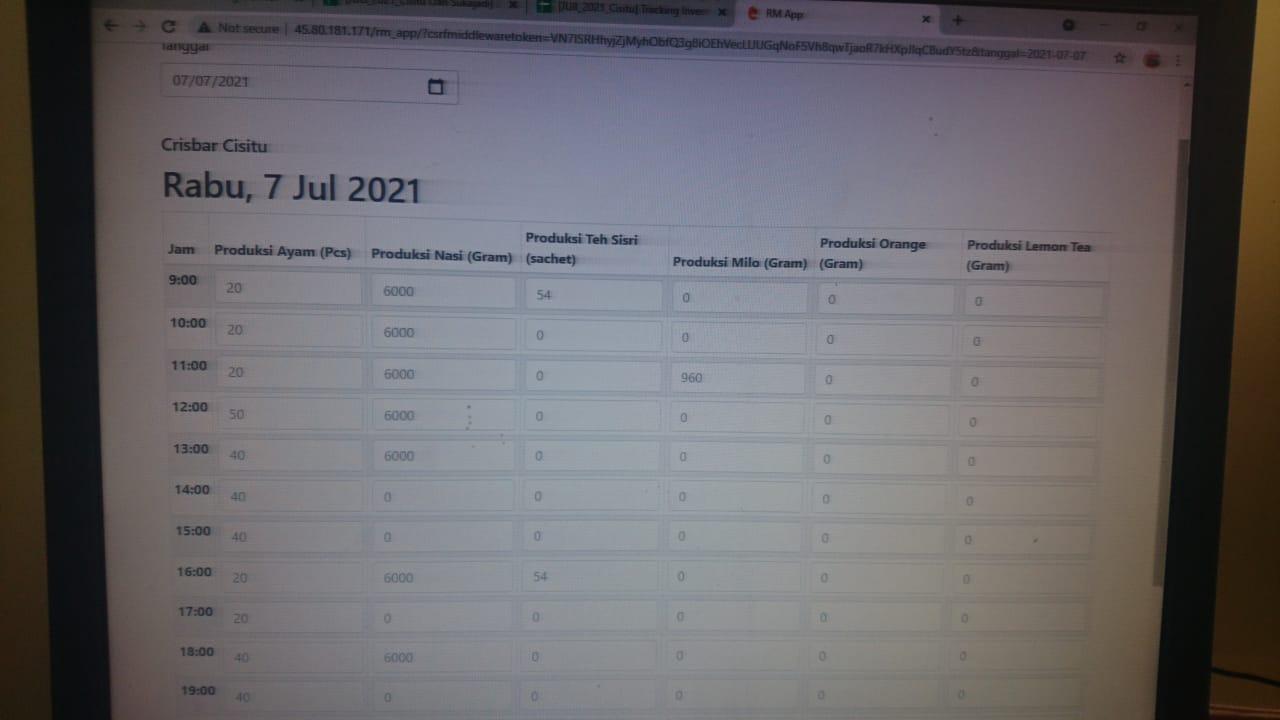 [JUli_2021_Cisitu] Tracking Inven
RM App
Not secure | 45.80.181.171/rm_app/?csrfmiddlewaretoken=
&tanggal=2021-07-07
Tanggal
07/07/2021
Crisbar Cisitu
Rabu, 7 Jul 2021
Jam Produksi Ayam (Pcs) Produksi Nasi (Gram) Produksi Teh Sisri (sachet) Produksi Milo (Gram) Produksi Orange (Gram) Produksi Lemon Tea (Gram)
9:00 20 6000 54 0 0 0
10:00 20 6000 0 0 0 0
11:00 20 6000 0 960 0 0
12:00 50 6000 0 0 0 0
13:00 40 6000 0 0 0 0
14:00 40 0 0 0 0 0
15:00 40 0 0 0 0 0
16:00 20 6000 54 0 0 0
17:00 20 0 0 0 0 0
18:00 40 6000 0 0 0 0
19:00 40 0 0 0 0 0